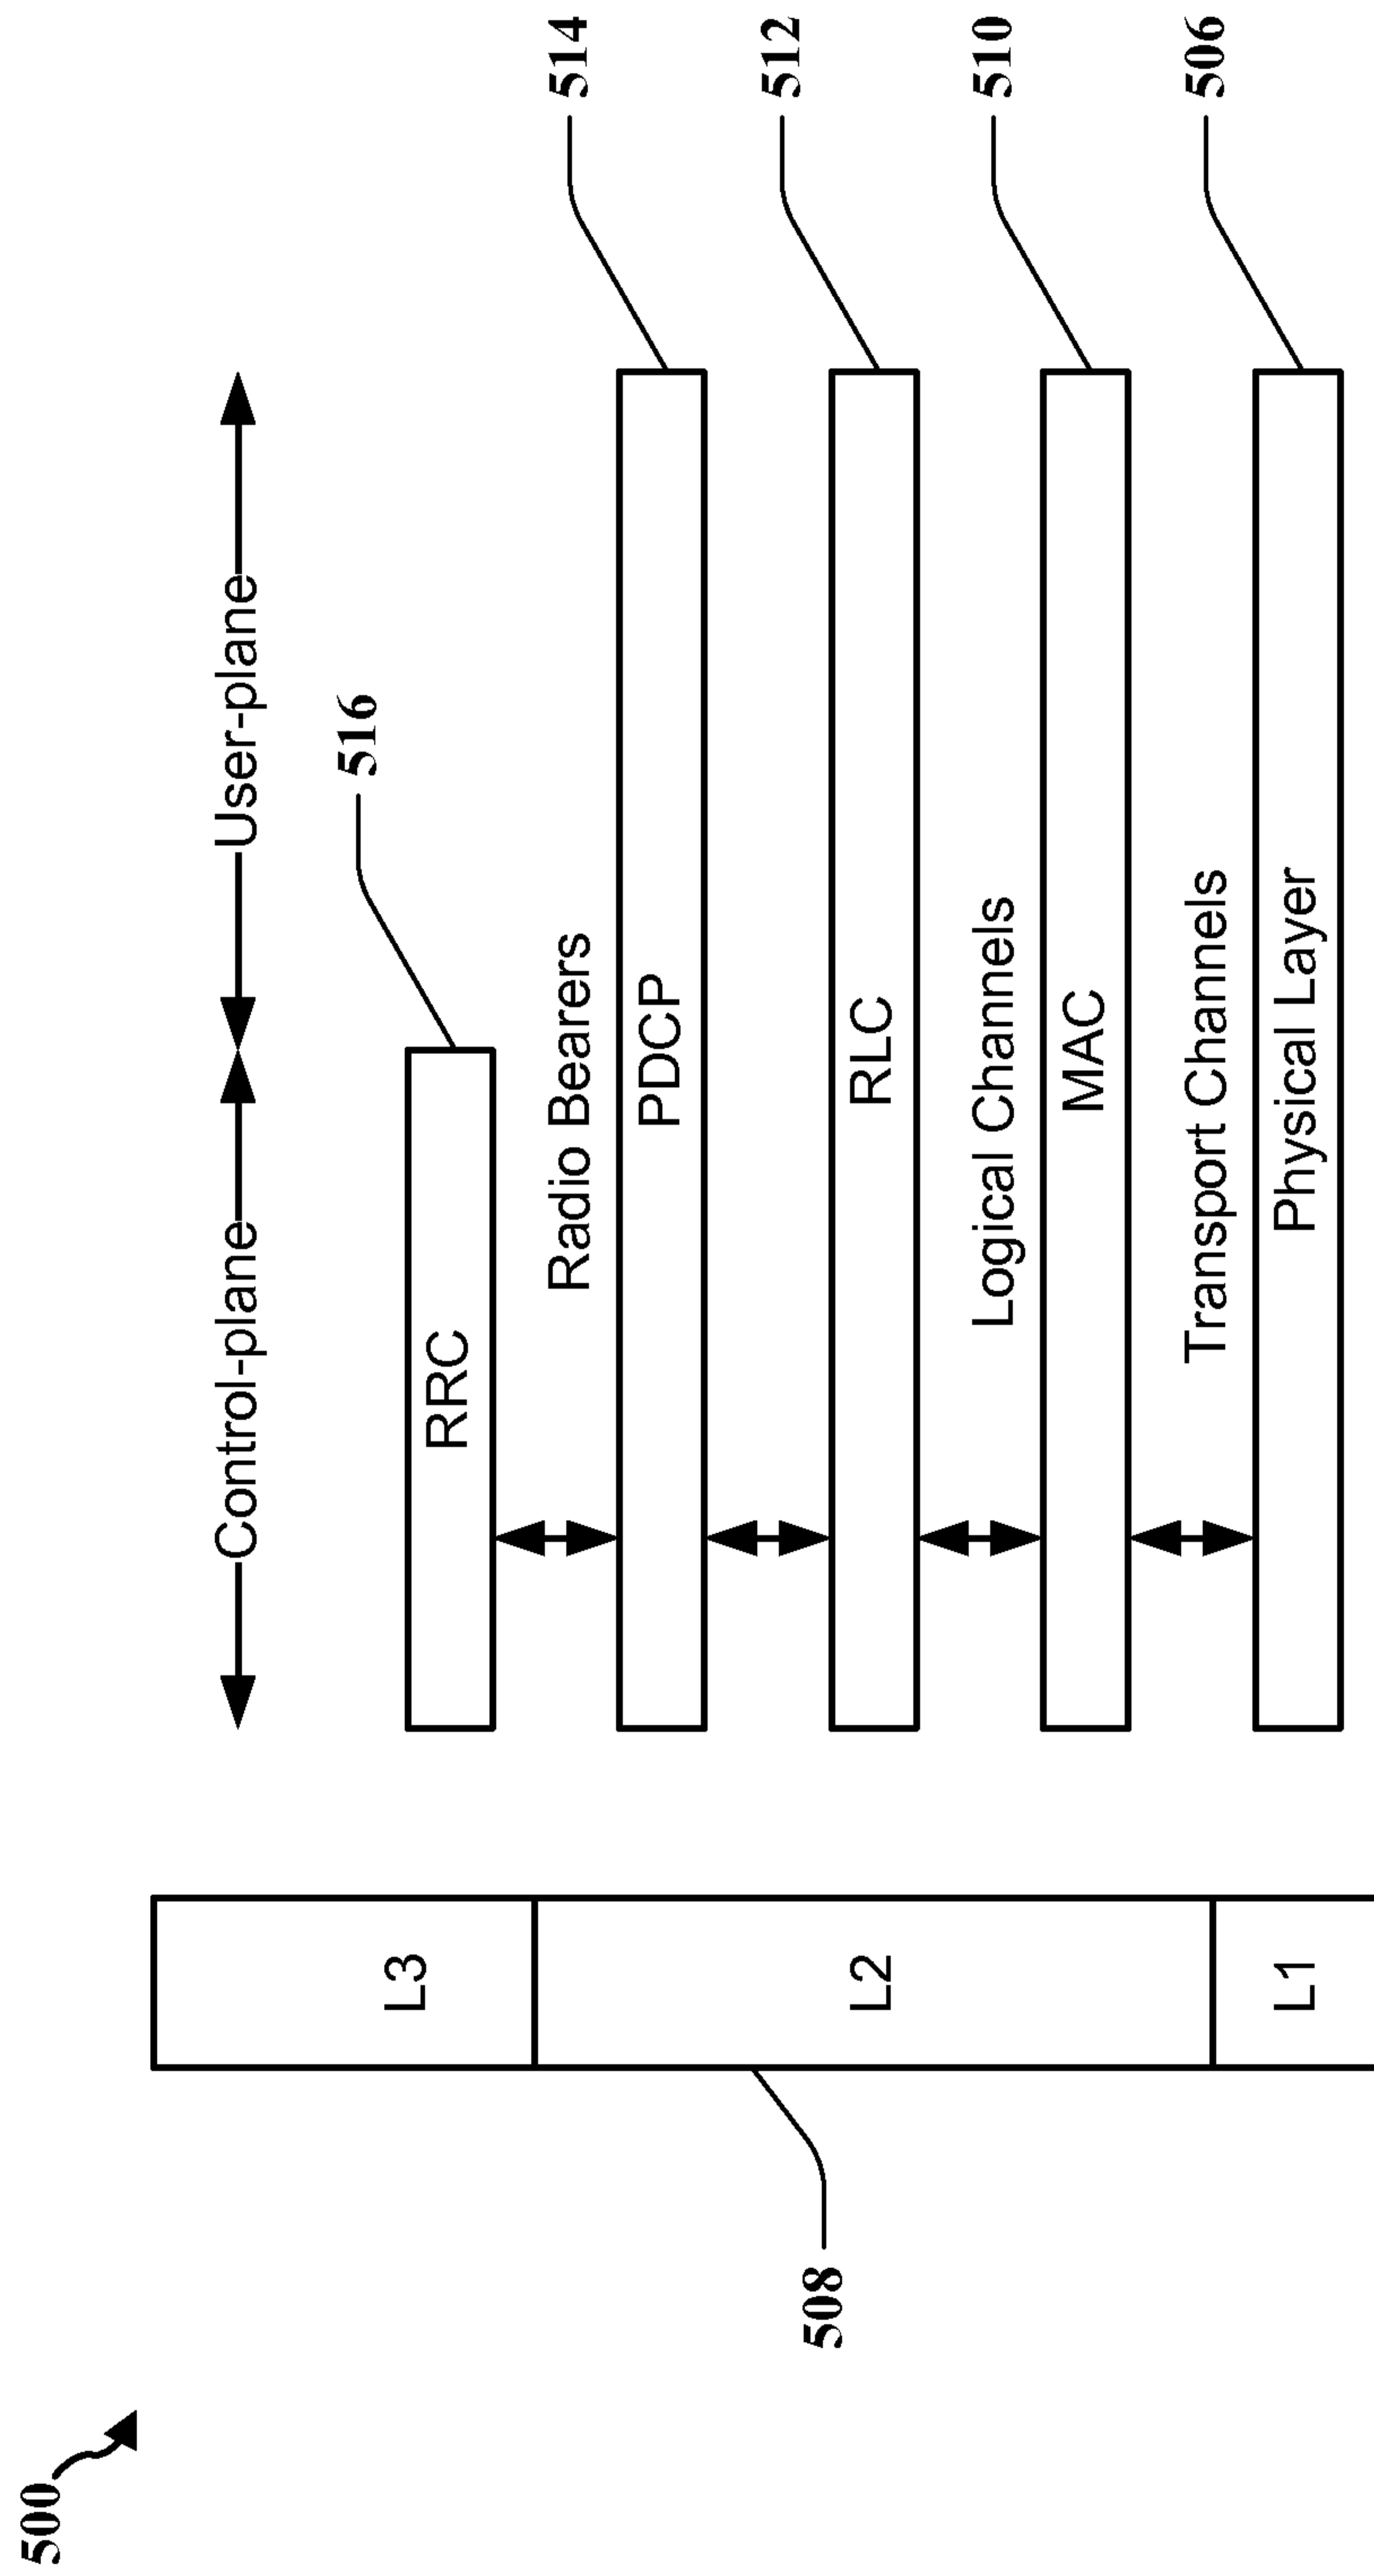 500
Control-plane
User-plane
516
L3
RRC
Radio Bearers
514
PDCP
508
512
L2
RLC
Logical Channels
510
MAC
Transport Channels
506
L1
Physical Layer